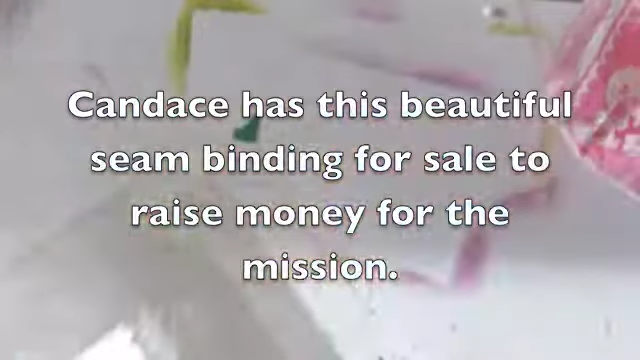 Candace has this beautiful
seam binding for sale to
raise money for the
mission.